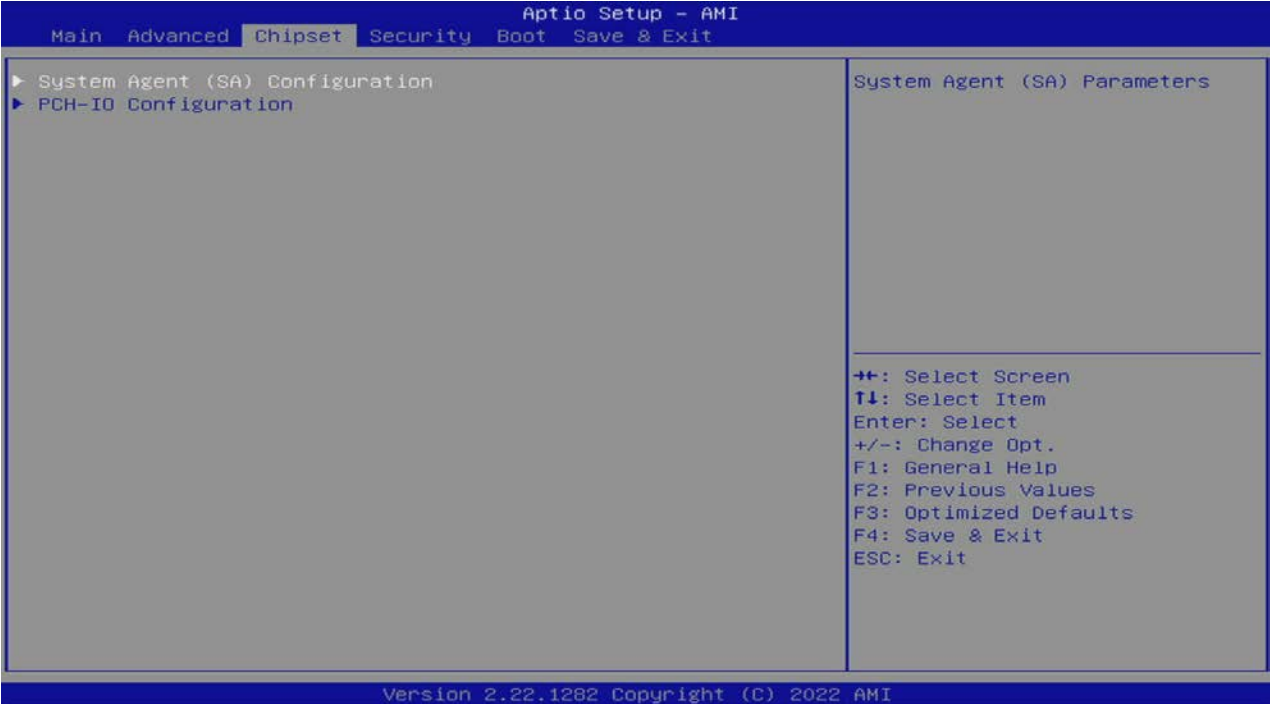 Aptio Setup – AMI
Main Advanced Chipset Security Boot Save & Exit
▶ System Agent (SA) Configuration
▶ PCH-IO Configuration
System Agent (SA) Parameters
→←: Select Screen
↑↓: Select Item
Enter: Select
+/-: Change Opt.
F1: General Help
F2: Previous Values
F3: Optimized Defaults
F4: Save & Exit
ESC: Exit
Version 2.22.1282 Copyright (C) 2022 AMI